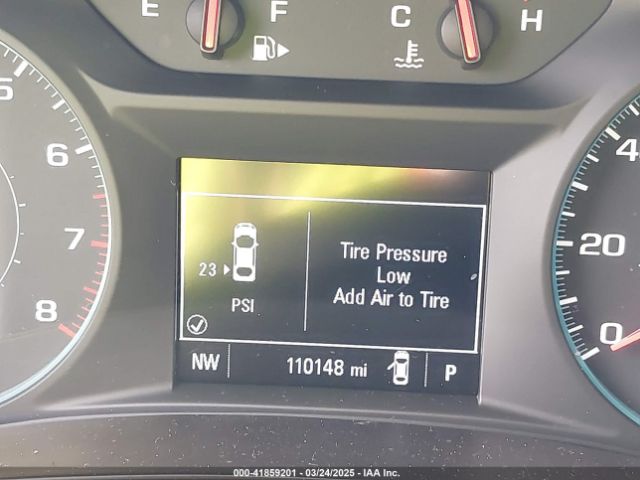 E F C H
5
6
7
8
4
20
0
23
PSI
Tire Pressure
Low
Add Air to Tire
NW 110148 mi P
000-41859201 - 03/24/2025 - IAA Inc.